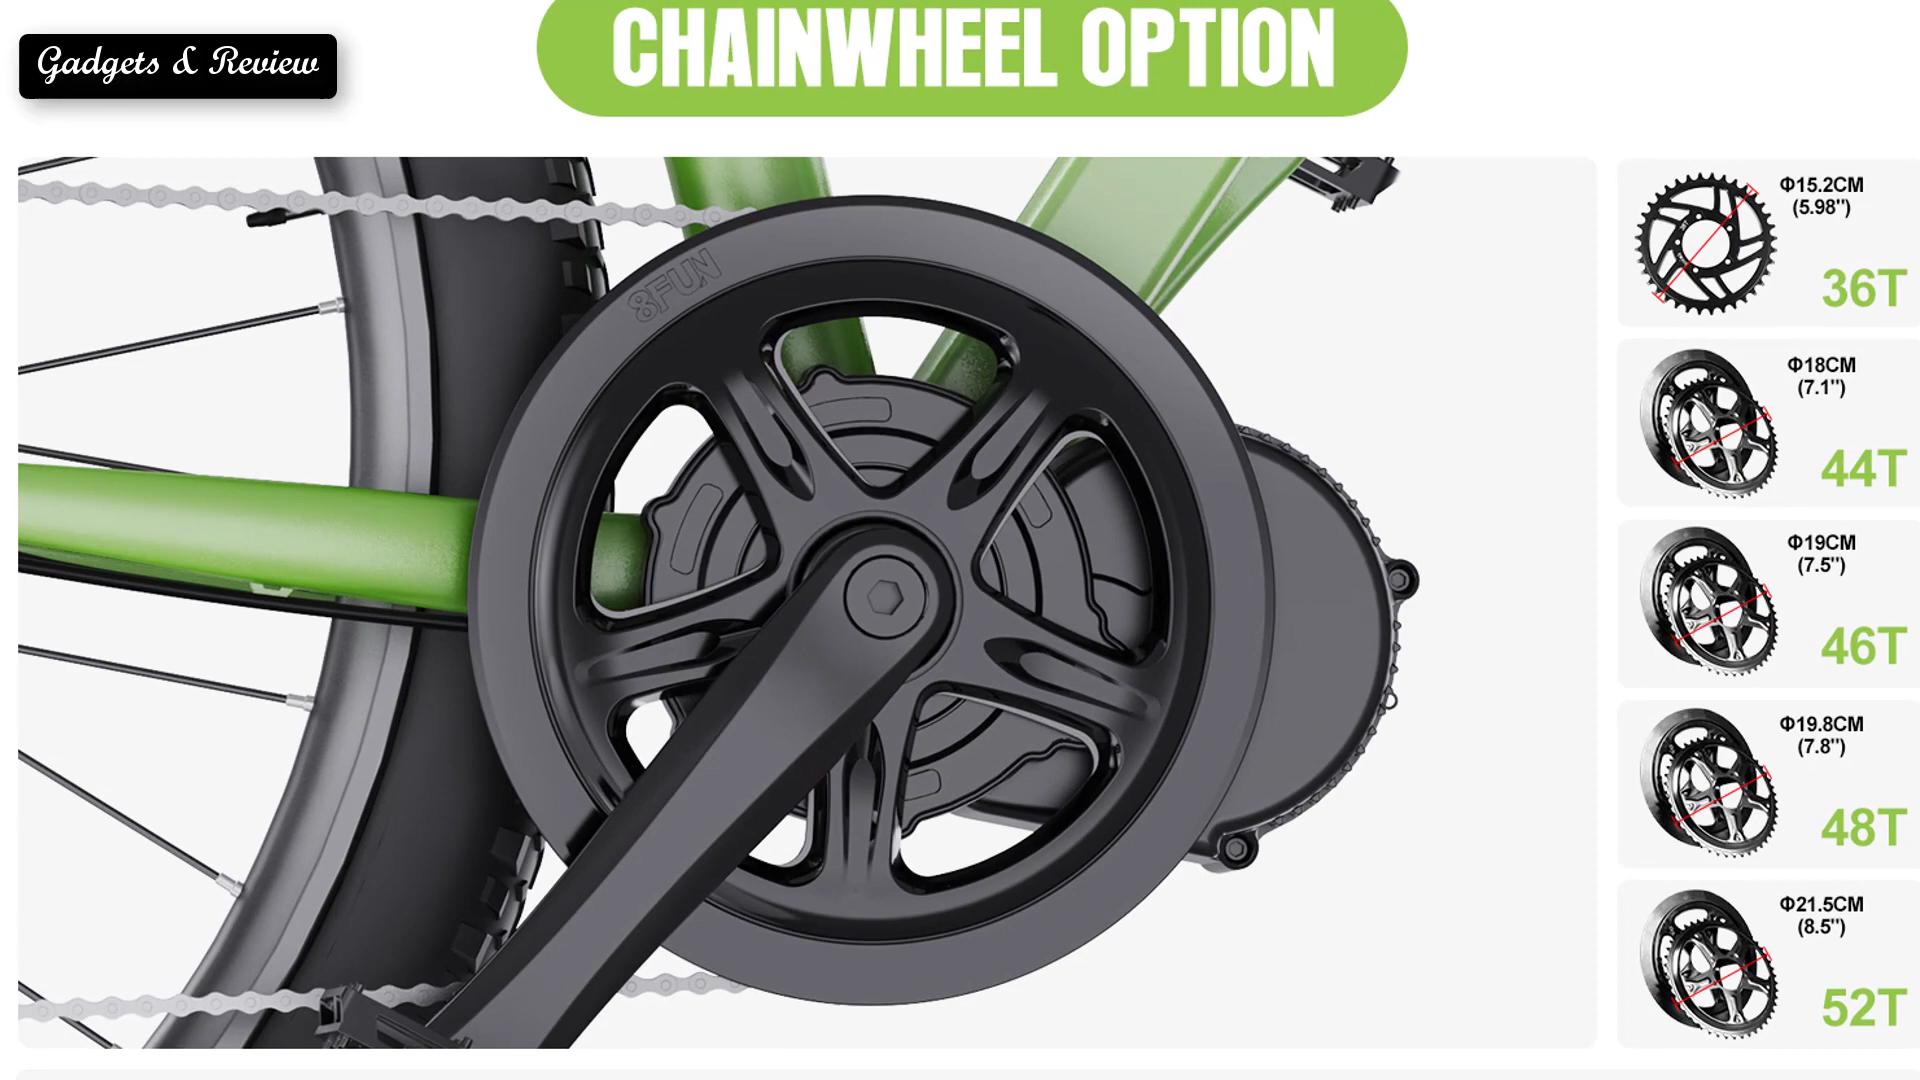 Gadgets & Review
CHAINWHEEL OPTION
8FUN
Φ15.2CM
(5.98")
36T
Φ18CM
(7.1")
44T
Φ19CM
(7.5")
46T
Φ19.8CM
(7.8")
48T
Φ21.5CM
(8.5")
52T